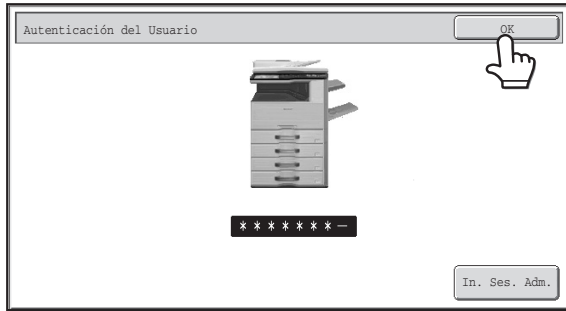 Autenticación del Usuario
OK
*******–
In. Ses. Adm.